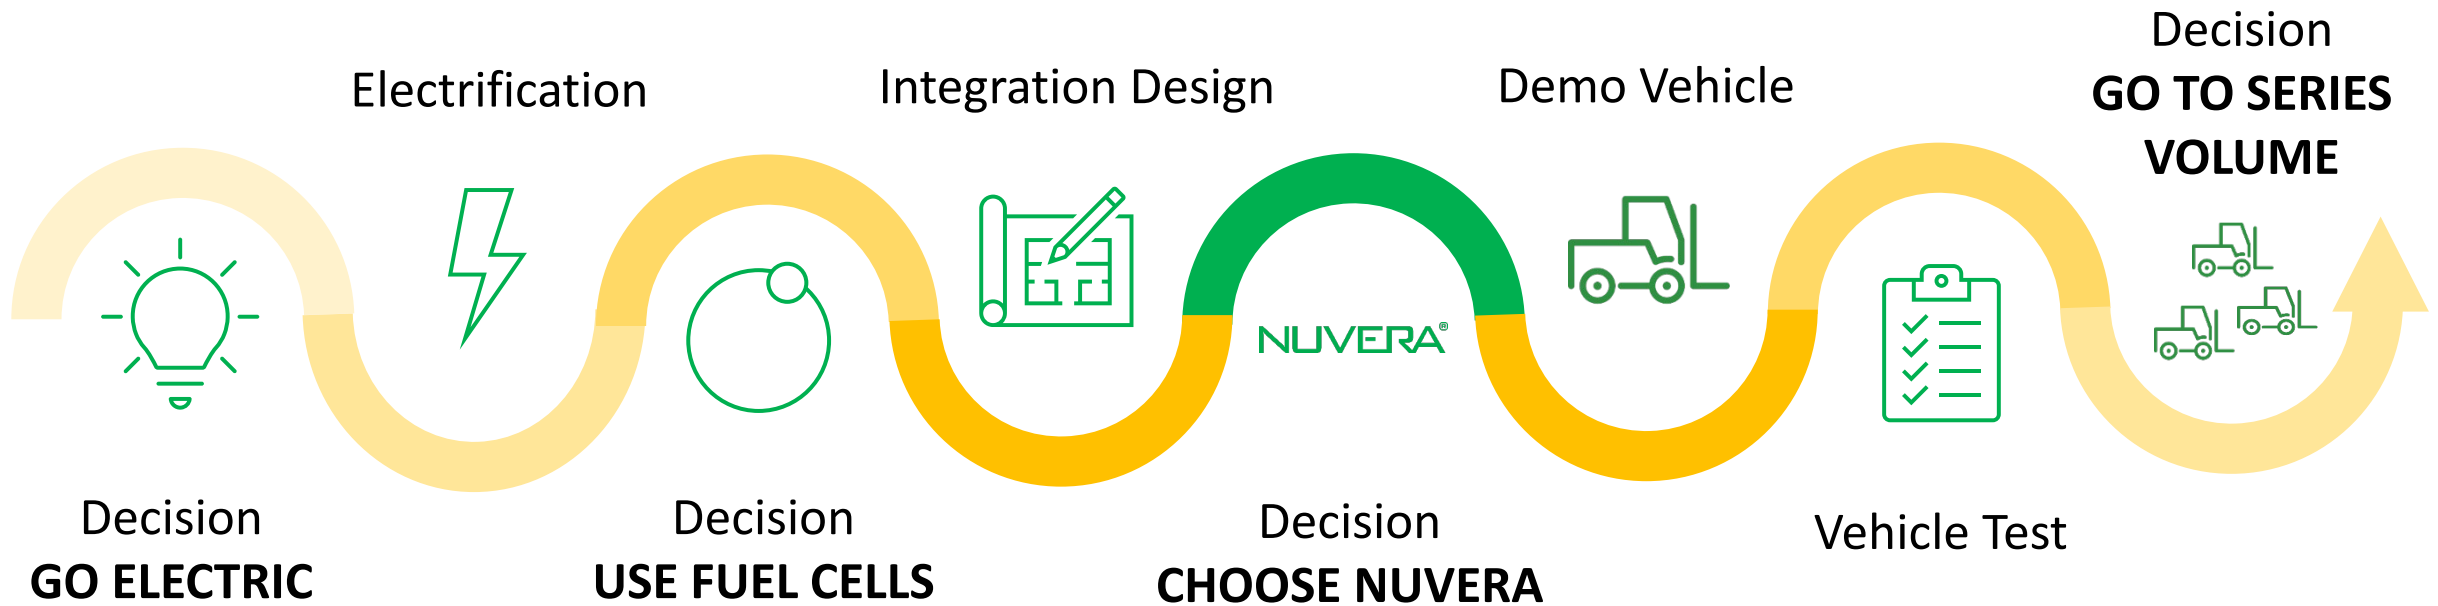 Decision
GO ELECTRIC
Electrification
Decision
USE FUEL CELLS
Integration Design
NUVERA®
Decision
CHOOSE NUVERA
Demo Vehicle
Vehicle Test
Decision
GO TO SERIES
VOLUME